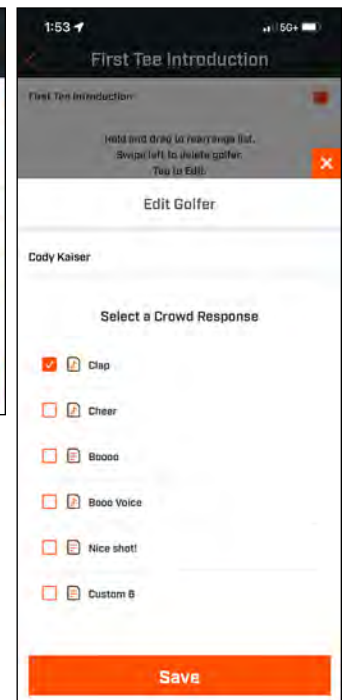 1:53
5G+
First Tee Introduction
First Tee Introduction
Hold and drag to rearrange list.
Swipe left to delete golfer.
Tap to Edit.
Edit Golfer
Cody Kaiser
Select a Crowd Response
Clap
Cheer
Boooo
Booo Voice
Nice shot!
Custom 6
Save